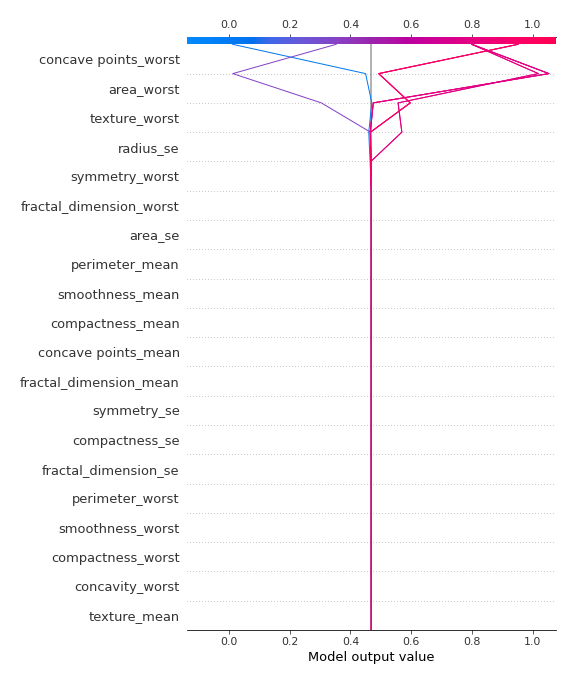 0.0 0.2 0.4 0.6 0.8 1.0
concave points_worst
area_worst
texture_worst
radius_se
symmetry_worst
fractal_dimension_worst
area_se
perimeter_mean
smoothness_mean
compactness_mean
concave points_mean
fractal_dimension_mean
symmetry_se
compactness_se
fractal_dimension_se
perimeter_worst
smoothness_worst
compactness_worst
concavity_worst
texture_mean
0.0 0.2 0.4 0.6 0.8 1.0
Model output value